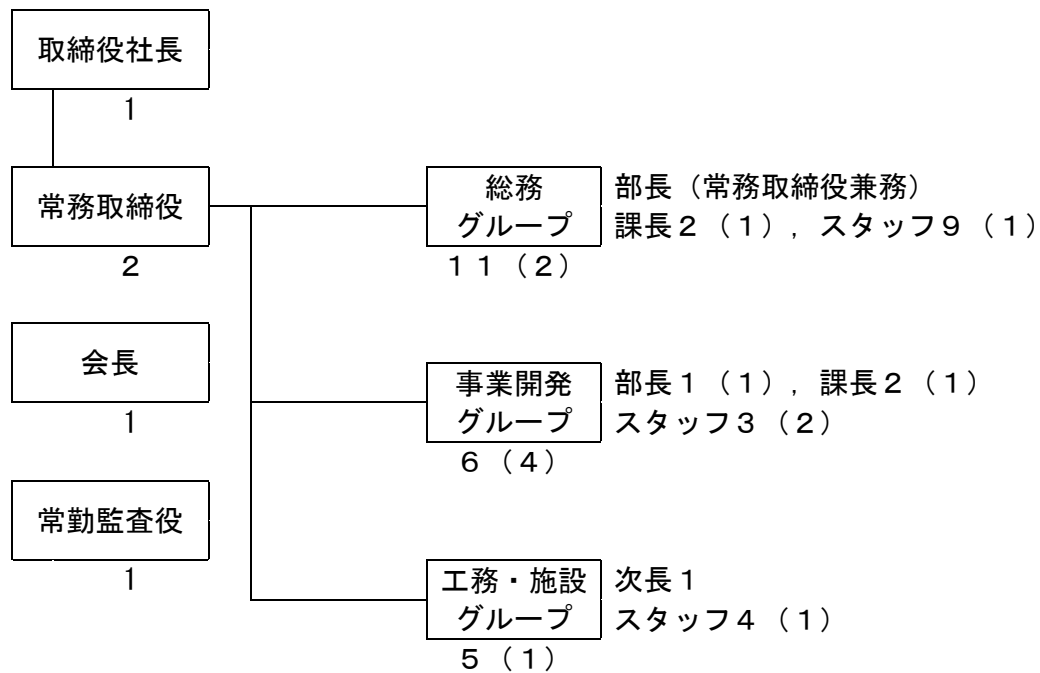 取締役社長
1
常務取締役
2
総務
グループ
11（2）
部長（常務取締役兼務）
課長2（1），スタッフ9（1）
会長
1
事業開発
グループ
6（4）
部長1（1），課長2（1）
スタッフ3（2）
常勤監査役
1
工務・施設
グループ
5（1）
次長1
スタッフ4（1）